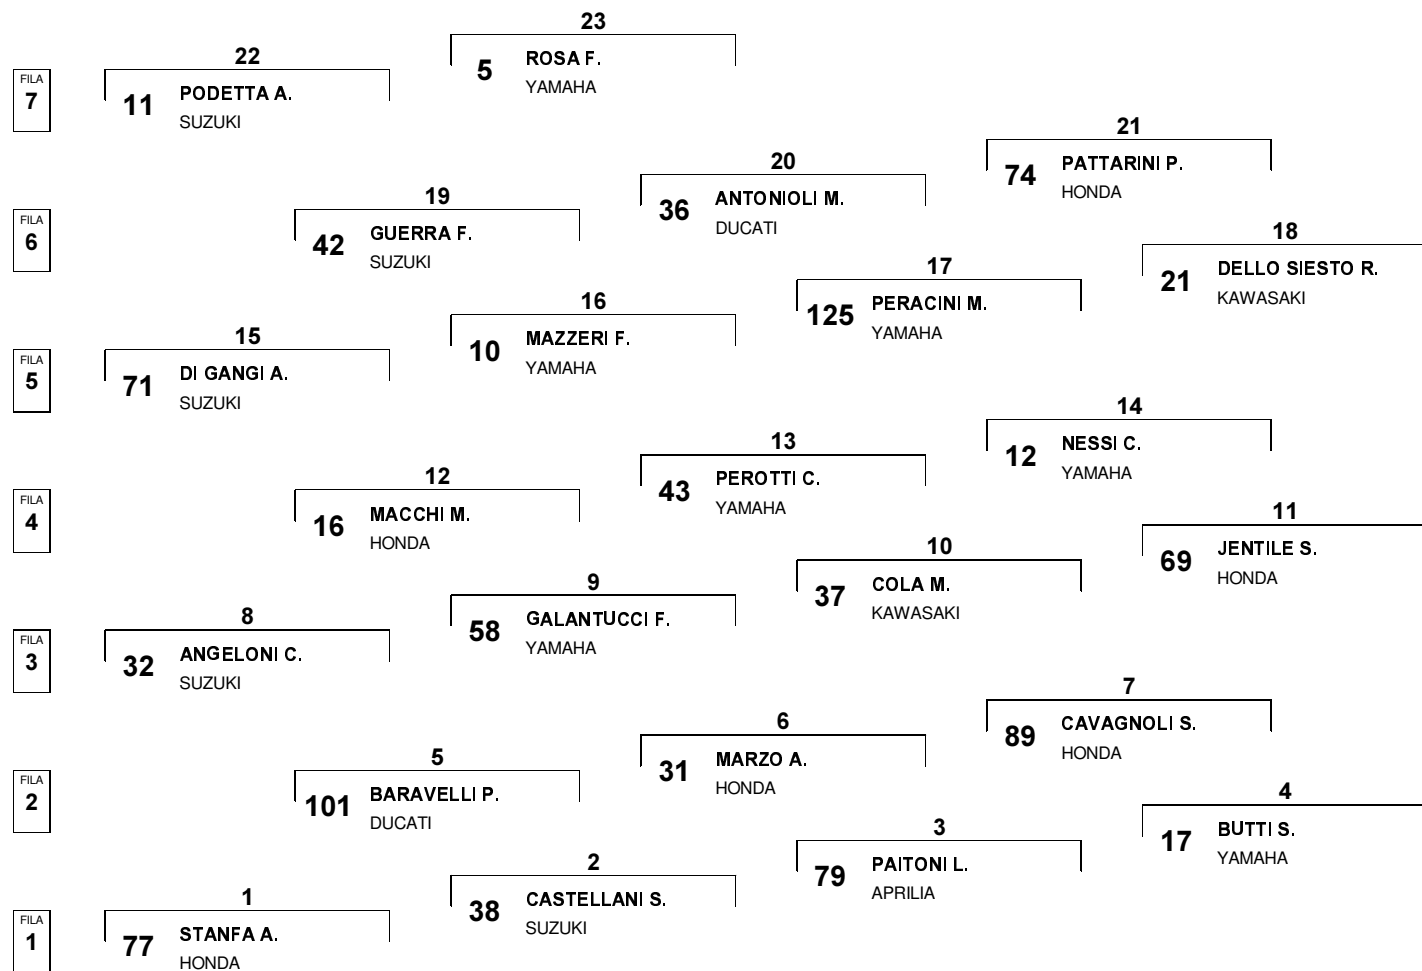 23
5 ROSA F.
YAMAHA
22
FILA
7
11 PODETTA A.
SUZUKI
21
74 PATTARINI P.
HONDA
20
36 ANTONIOLI M.
DUCATI
19
FILA
6
42 GUERRA F.
SUZUKI
18
21 DELLO SIESTO R.
KAWASAKI
17
125 PERACINI M.
YAMAHA
16
10 MAZZERI F.
YAMAHA
15
FILA
5
71 DI GANGI A.
SUZUKI
14
12 NESSI C.
YAMAHA
13
43 PEROTTI C.
YAMAHA
12
FILA
4
16 MACCHI M.
HONDA
11
69 JENTILE S.
HONDA
10
37 COLA M.
KAWASAKI
9
58 GALANTUCCI F.
YAMAHA
8
FILA
3
32 ANGELONI C.
SUZUKI
7
89 CAVAGNOLI S.
HONDA
6
31 MARZO A.
HONDA
5
FILA
2
101 BARAVELLI P.
DUCATI
4
17 BUTTI S.
YAMAHA
3
79 PAITONI L.
APRILIA
2
38 CASTELLANI S.
SUZUKI
1
FILA
1
77 STANFA A.
HONDA